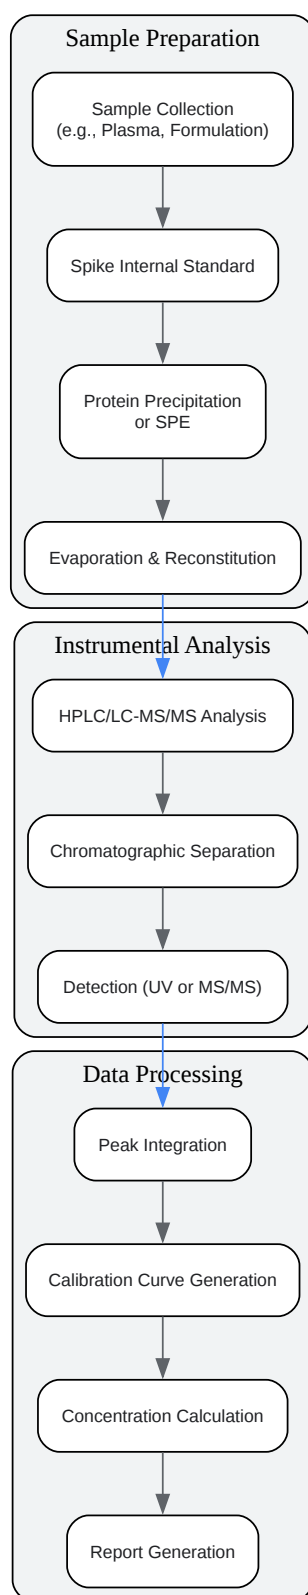 Sample Preparation
Sample Collection
(e.g., Plasma, Formulation)
Spike Internal Standard
Protein Precipitation
or SPE
Evaporation & Reconstitution
Instrumental Analysis
HPLC/LC-MS/MS Analysis
Chromatographic Separation
Detection (UV or MS/MS)
Data Processing
Peak Integration
Calibration Curve Generation
Concentration Calculation
Report Generation